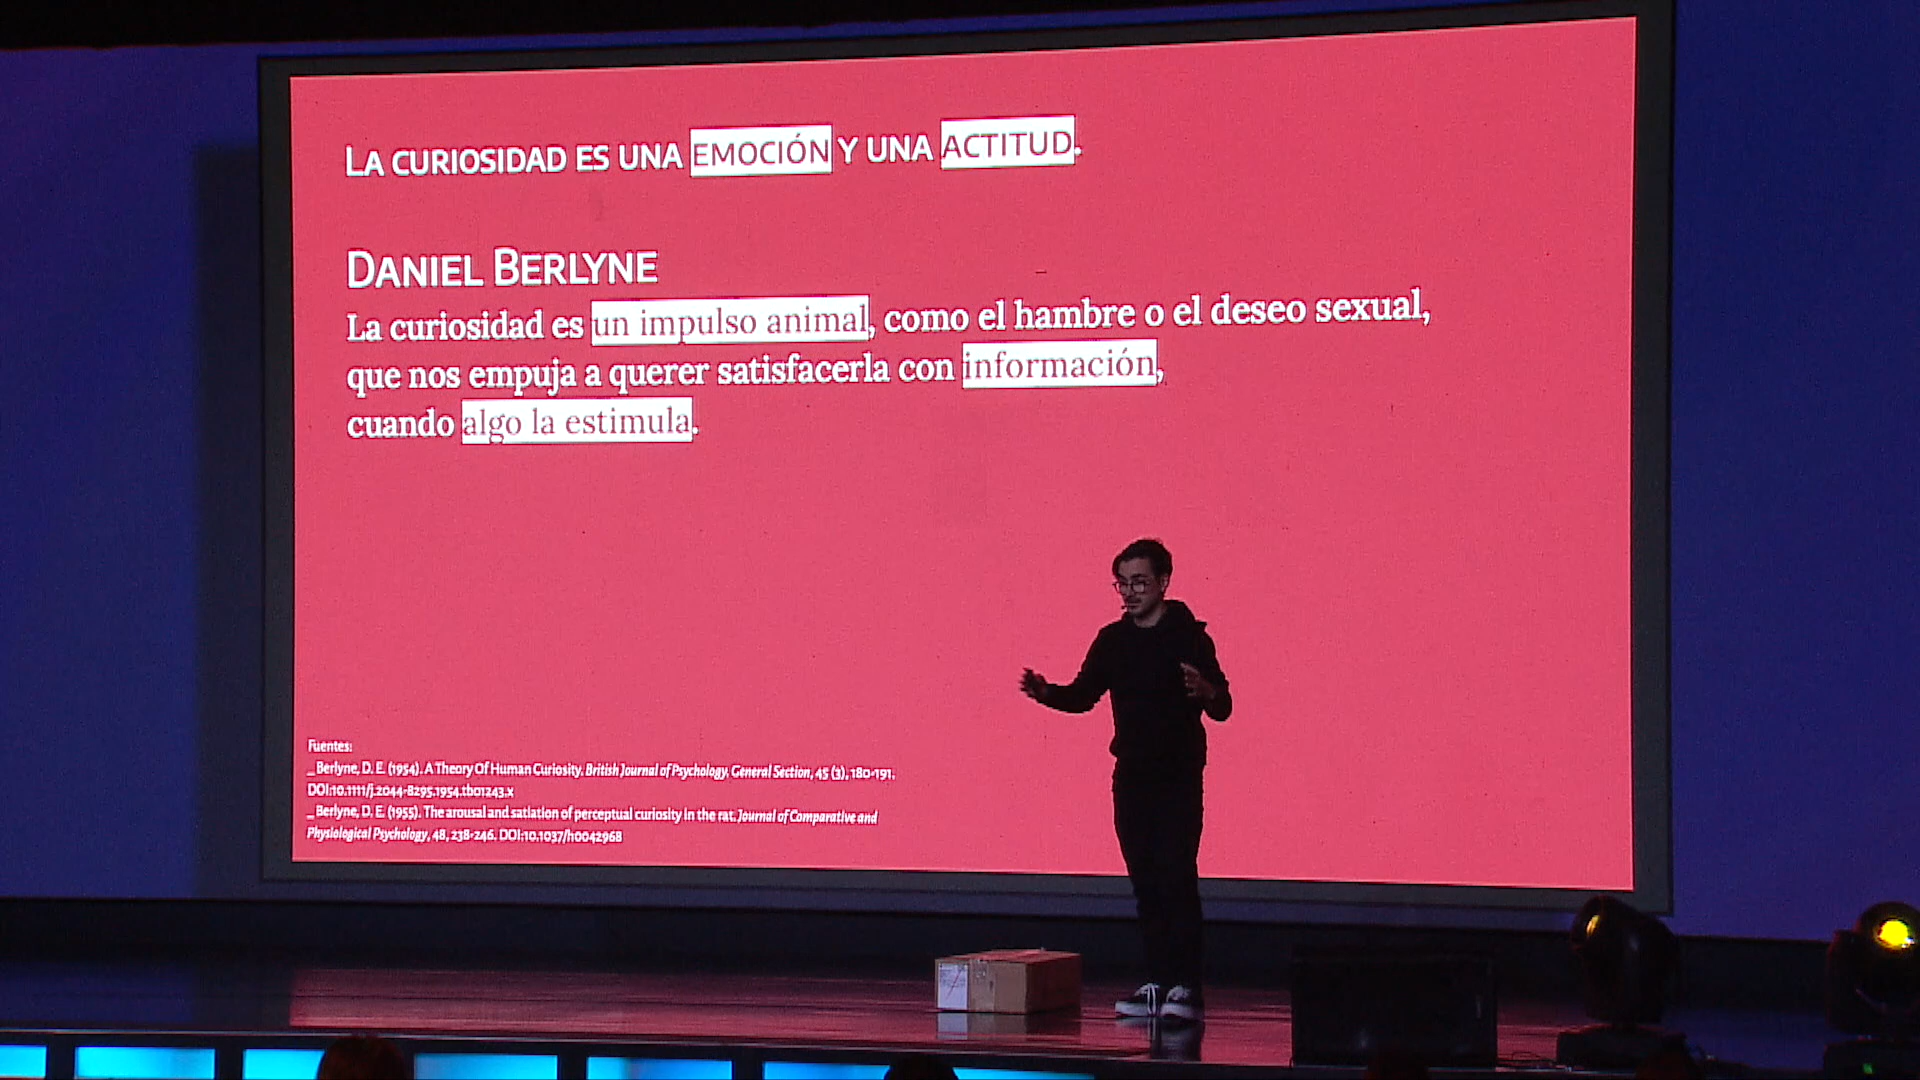 LA CURIOSIDAD ES UNA EMOCIÓN Y UNA ACTITUD.
DANIEL BERLYNE
La curiosidad es un impulso animal, como el hambre o el deseo sexual,
que nos empuja a querer satisfacerla con información,
cuando algo la estimula.
Fuentes:
_Berlyne, D. E. (1954). A Theory Of Human Curiosity. British Journal of Psychology. General Section, 45 (3), 180-191.
DOI:10.1111/j.2044-8295.1954.tb01243.x
_Berlyne, D. E. (1955). The arousal and satiation of perceptual curiosity in the rat. Journal of Comparative and
Physiological Psychology, 48, 238-246. DOI:10.1037/h0042968